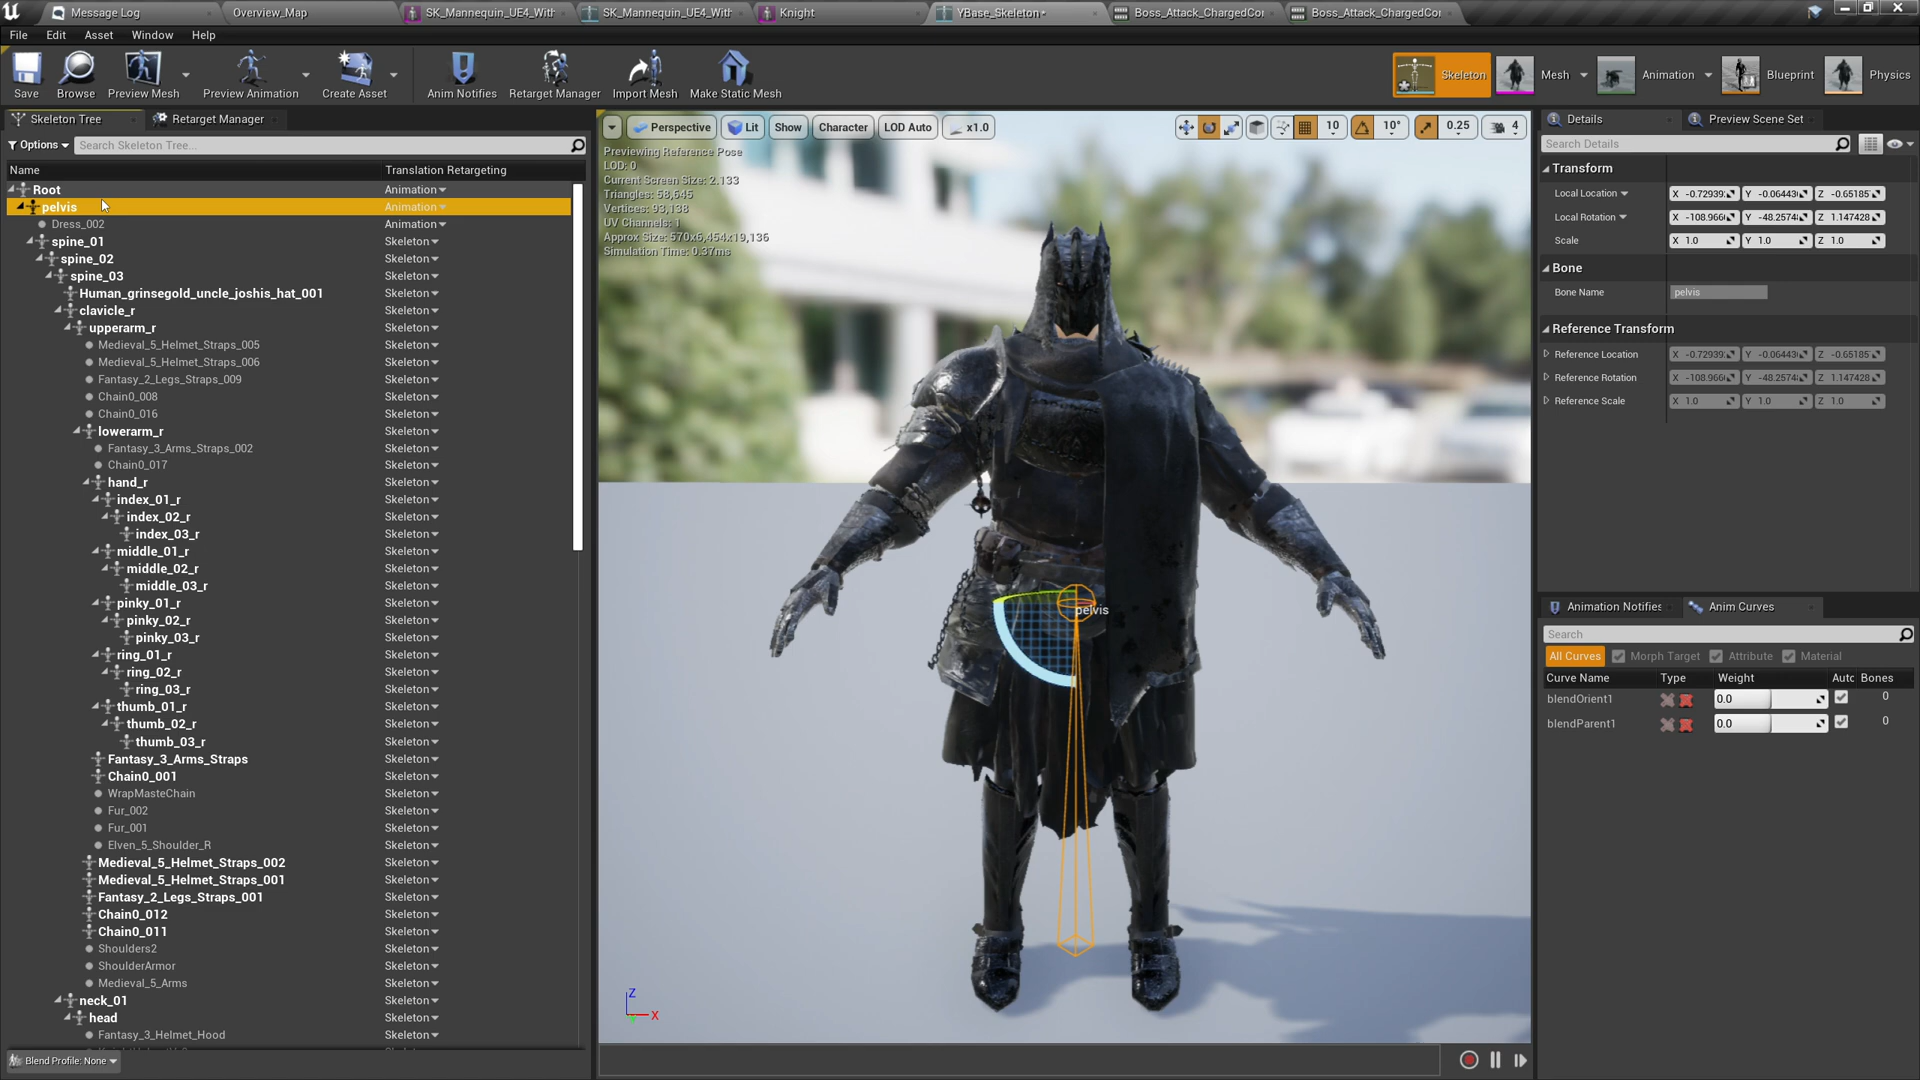 Message Log
Overview_Map
SK_Mannequin_UE4_With
SK_Mannequin_UE4_With
Knight
YBase_Skeleton•
Boss_Attack_ChargedCor
Boss_Attack_ChargedCor
File Edit Asset Window Help
Save
Browse
Preview Mesh
Preview Animation
Create Asset
Anim Notifies
Retarget Manager
Import Mesh
Make Static Mesh
Skeleton
Mesh
Animation
Blueprint
Physics
Skeleton Tree
Retarget Manager
Options
Search Skeleton Tree...
Name Translation Retargeting
Root Animation
pelvis Animation
Dress_002 Animation
spine_01 Skeleton
spine_02 Skeleton
spine_03 Skeleton
Human_grinsegold_uncle_joshis_hat_001 Skeleton
clavicle_r Skeleton
upperarm_r Skeleton
Medieval_5_Helmet_Straps_005 Skeleton
Medieval_5_Helmet_Straps_006 Skeleton
Fantasy_2_Legs_Straps_009 Skeleton
Chain0_008 Skeleton
Chain0_016 Skeleton
lowerarm_r Skeleton
Fantasy_3_Arms_Straps_002 Skeleton
Chain0_017 Skeleton
hand_r Skeleton
index_01_r Skeleton
index_02_r Skeleton
index_03_r Skeleton
middle_01_r Skeleton
middle_02_r Skeleton
middle_03_r Skeleton
pinky_01_r Skeleton
pinky_02_r Skeleton
pinky_03_r Skeleton
ring_01_r Skeleton
ring_02_r Skeleton
ring_03_r Skeleton
thumb_01_r Skeleton
thumb_02_r Skeleton
thumb_03_r Skeleton
Fantasy_3_Arms_Straps Skeleton
Chain0_001 Skeleton
WrapMasteChain Skeleton
Fur_002 Skeleton
Fur_001 Skeleton
Elven_5_Shoulder_R Skeleton
Medieval_5_Helmet_Straps_002 Skeleton
Medieval_5_Helmet_Straps_001 Skeleton
Fantasy_2_Legs_Straps_001 Skeleton
Chain0_012 Skeleton
Chain0_011 Skeleton
Shoulders2 Skeleton
ShoulderArmor Skeleton
Medieval_5_Arms Skeleton
neck_01 Skeleton
head Skeleton
Fantasy_3_Helmet_Hood Skeleton
Blend Profile: None
Perspective
Lit
Show
Character
LOD Auto
x1.0
10
10°
0.25
4
Previewing Reference Pose
LOD: 0
Current Screen Size: 2.133
Triangles: 58,645
Vertices: 93,138
UV Channels: 1
Approx Size: 570x6,454x19,136
Simulation Time: 0.37ms
pelvis
Z
X
Details
Preview Scene Set
Search Details
Transform
Local Location X -0.72939 Y -0.0644 Z -0.65185
Local Rotation X -108.966 Y -48.2574 Z 1.147428
Scale X 1.0 Y 1.0 Z 1.0
Bone
Bone Name pelvis
Reference Transform
Reference Location X -0.72939 Y -0.0644 Z -0.65185
Reference Rotation X -108.966 Y -48.2574 Z 1.147428
Reference Scale X 1.0 Y 1.0 Z 1.0
Animation Notifies
Anim Curves
Search
All Curves Morph Target Attribute Material
Curve Name Type Weight Auto Bones
blendOrient1 0.0 0
blendParent1 0.0 0